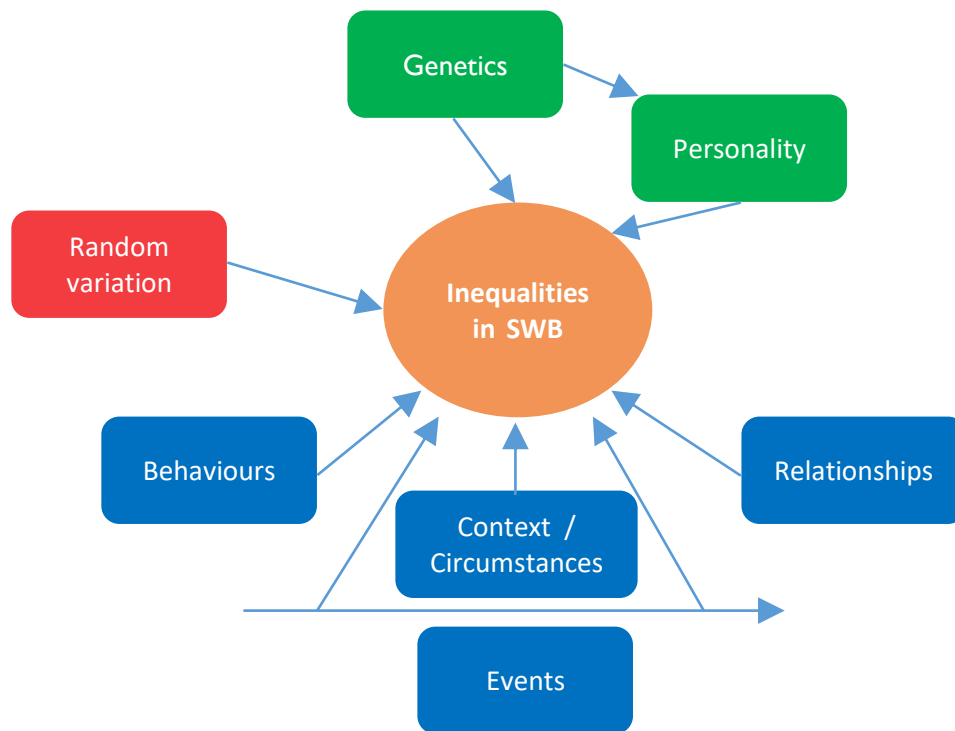 Genetics
Personality
Random
variation
Inequalities
in SWB
Behaviours
Relationships
Context /
Circumstances
Events